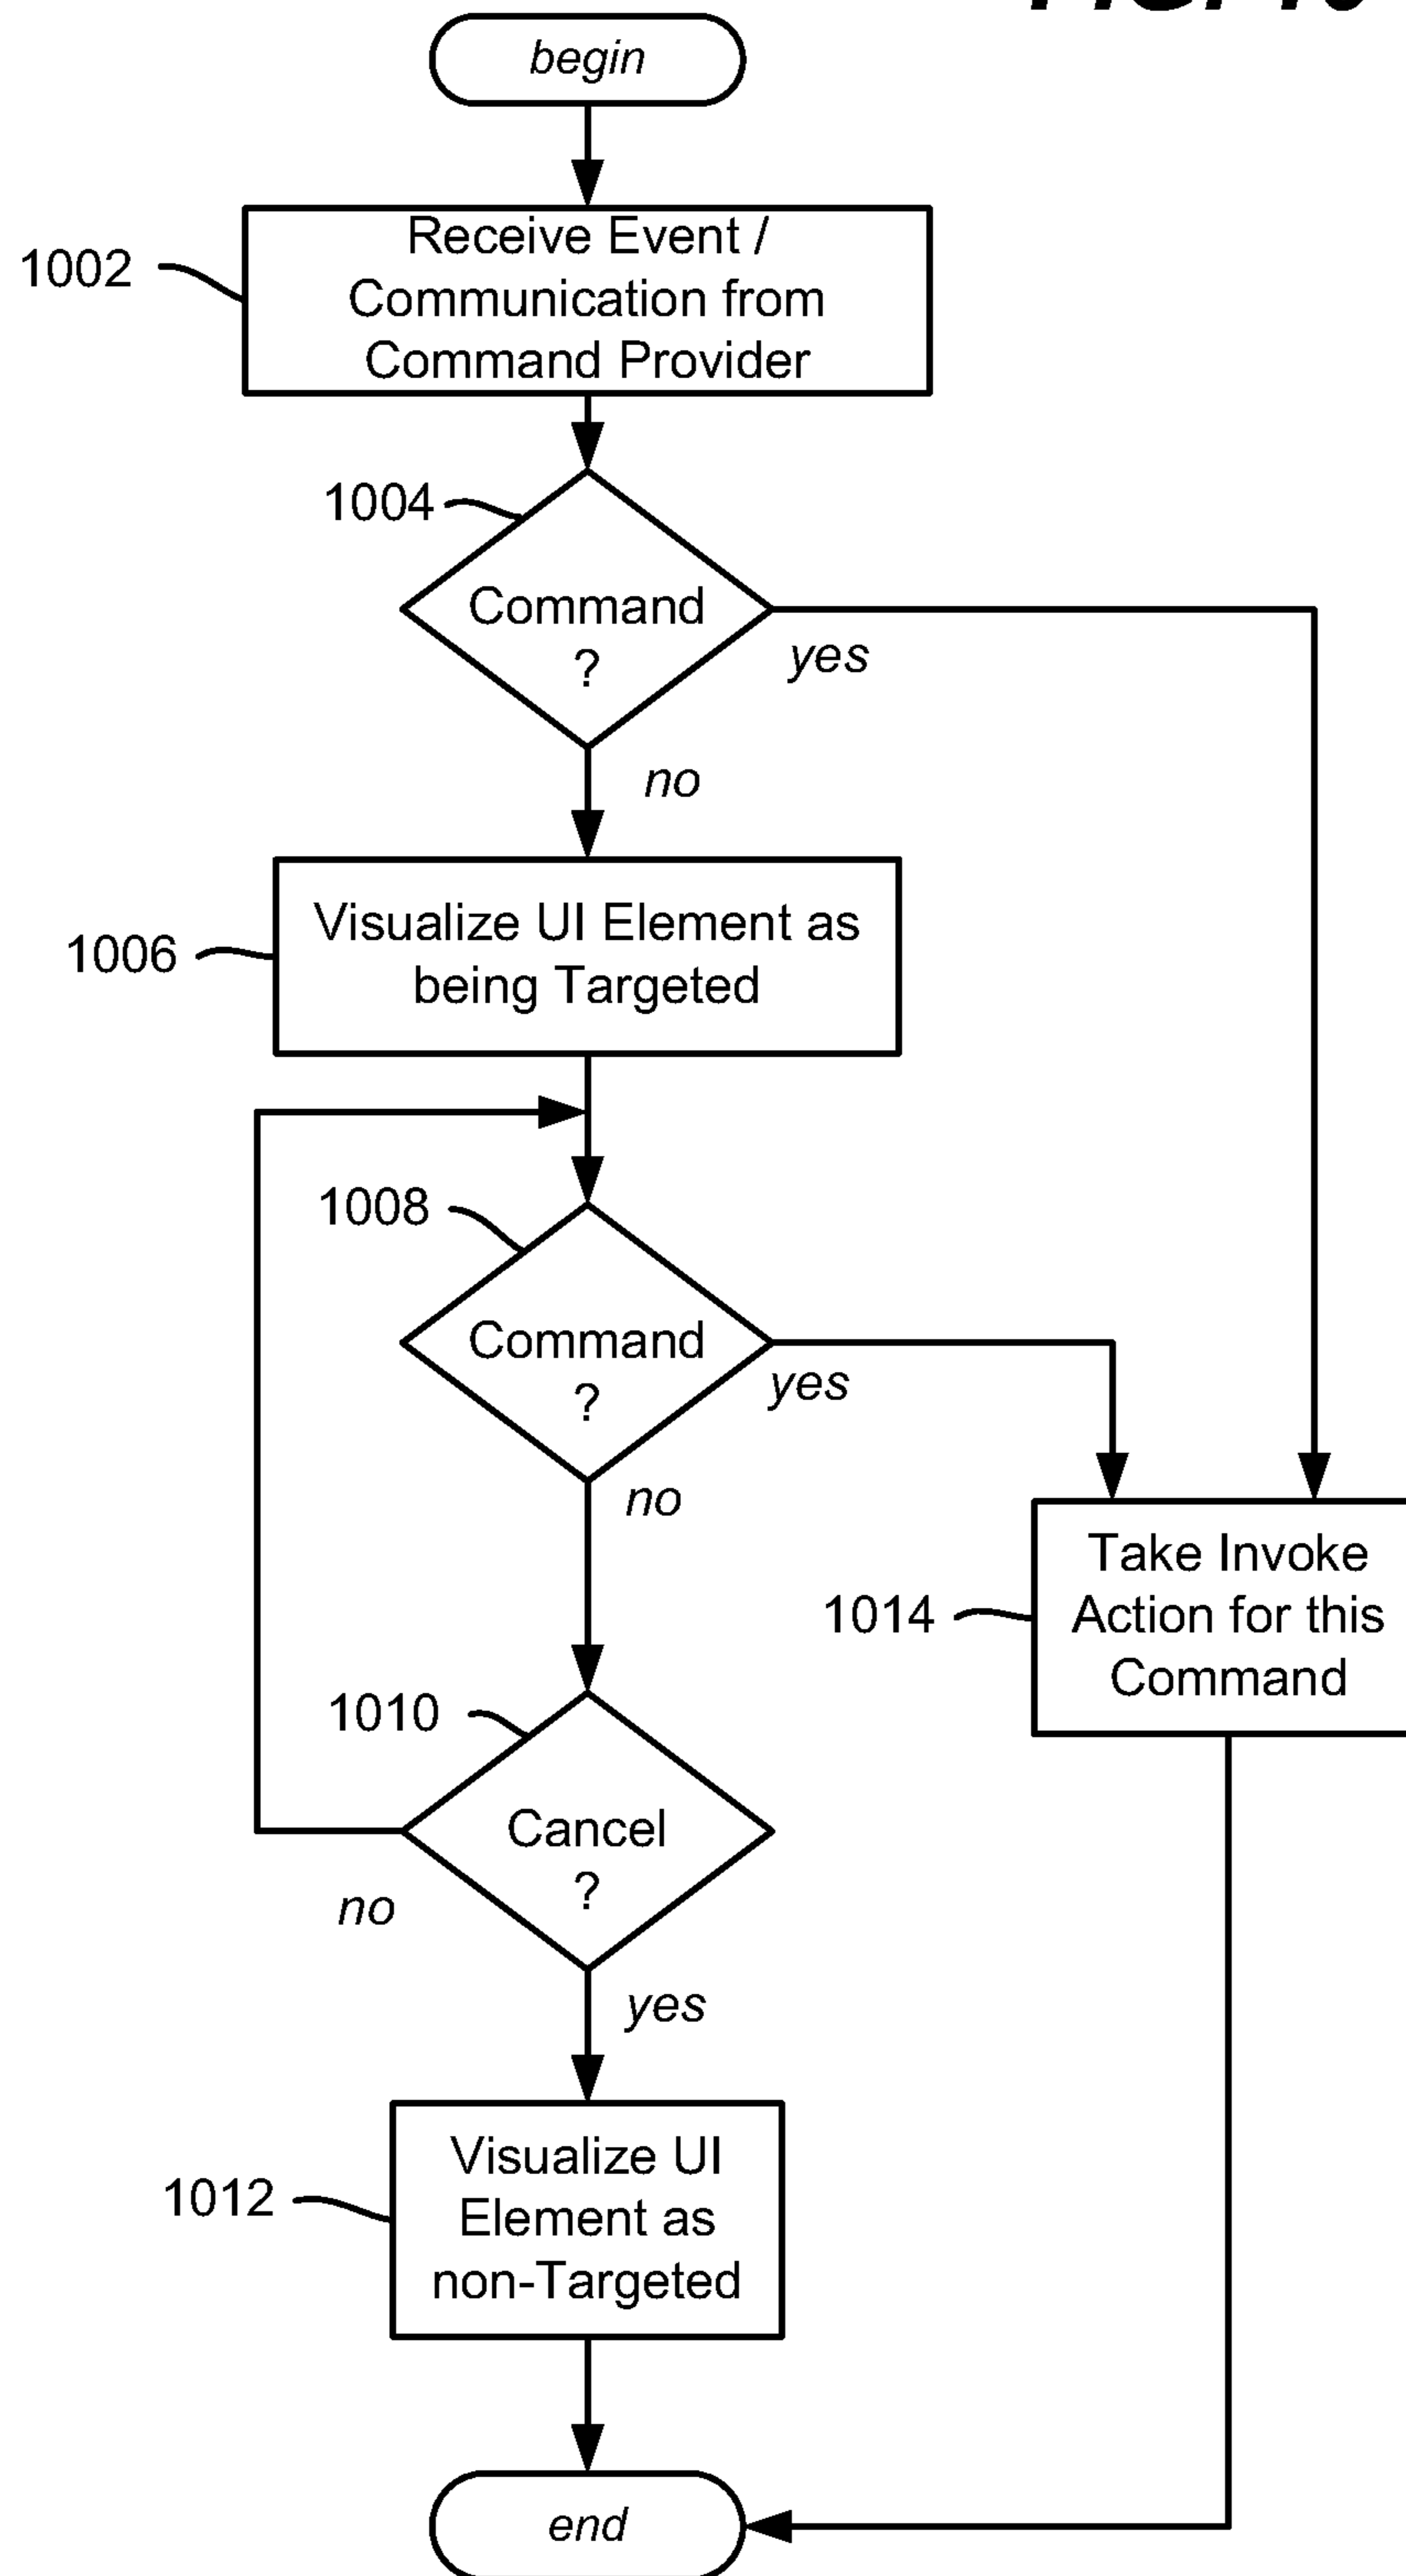 begin
1002
Receive Event /
Communication from
Command Provider
1004
Command
?
yes
no
1006
Visualize UI Element as
being Targeted
1008
Command
?
yes
no
1014
Take Invoke
Action for this
Command
1010
Cancel
?
no
yes
1012
Visualize UI
Element as
non-Targeted
end